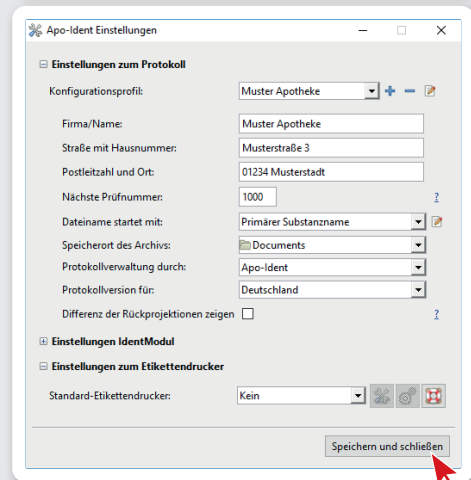 Apo-Ident Einstellungen
Einstellungen zum Protokoll
Konfigurationsprofil: Muster Apotheke
Firma/Name: Muster Apotheke
Straße mit Hausnummer: Musterstraße 3
Postleitzahl und Ort: 01234 Musterstadt
Nächste Prüfnummer: 1000 ?
Dateiname startet mit: Primärer Substanzname
Speicherort des Archivs: Documents
Protokollverwaltung durch: Apo-Ident
Protokollversion für: Deutschland
Differenz der Rückprojektionen zeigen ?
Einstellungen IdentModul
Einstellungen zum Etikettendrucker
Standard-Etikettendrucker: Kein
Speichern und schließen